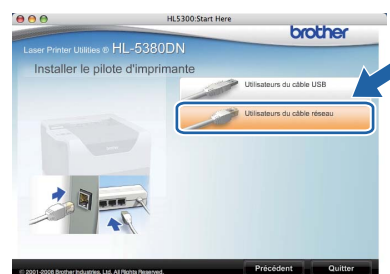 HL5300:Start Here
brother
Laser Printer Utilities ® HL-5380DN
Installer le pilote d'imprimante
Utilisateurs du câble USB
Utilisateurs du câble réseau
© 2001-2008 Brother Industries, Ltd. All Rights Reserved.
Précédent
Quitter